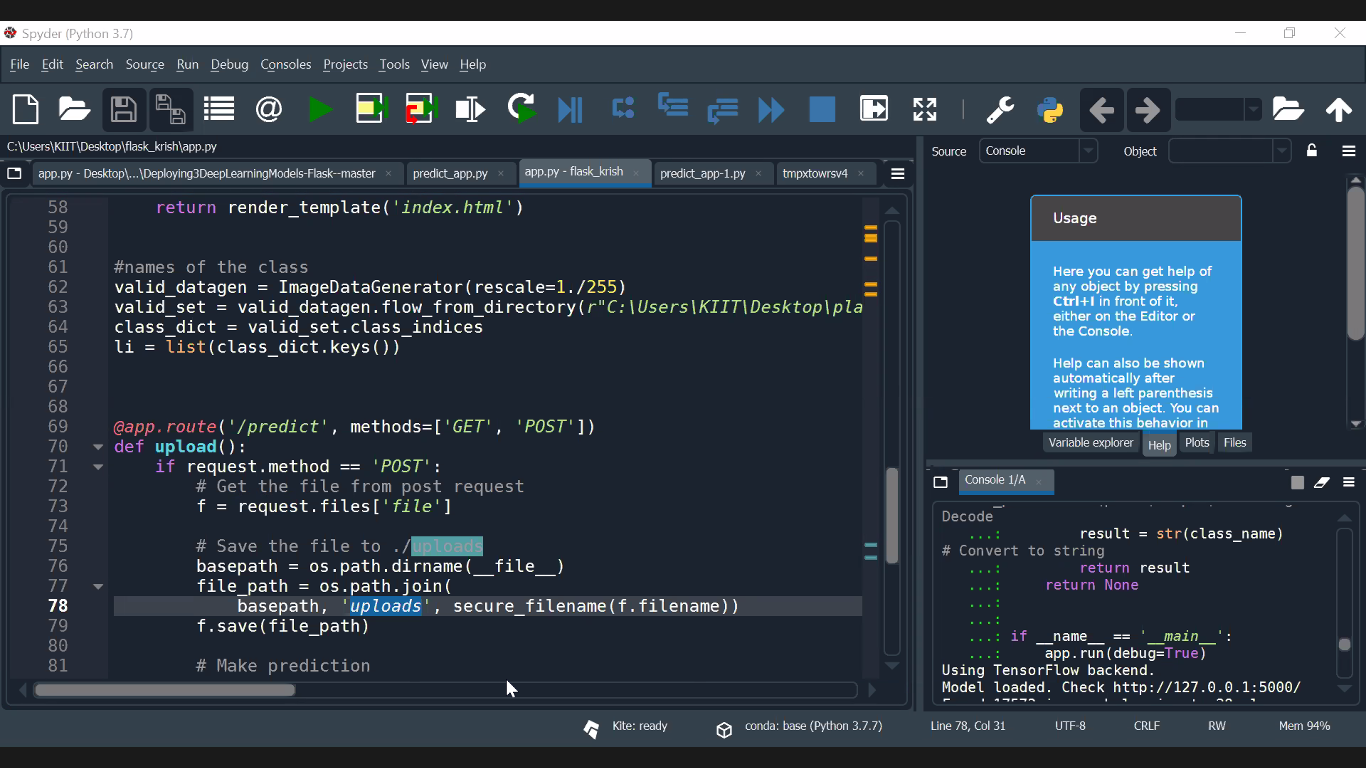 Spyder (Python 3.7)
File Edit Search Source Run Debug Consoles Projects Tools View Help
C:\Users\KIIT\Desktop\flask_krish\app.py
app.py - Desktop\...\Deploying3DeepLearningModels-Flask--master
predict_app.py
app.py - flask_krish
predict_app-1.py
tmpxtowrsv4
58 return render_template('index.html')
59
60
61 #names of the class
62 valid_datagen = ImageDataGenerator(rescale=1./255)
63 valid_set = valid_datagen.flow_from_directory(r"C:\Users\KIIT\Desktop\pla
64 class_dict = valid_set.class_indices
65 li = list(class_dict.keys())
66
67
68
69 @app.route('/predict', methods=['GET', 'POST'])
70 def upload():
71 if request.method == 'POST':
72 # Get the file from post request
73 f = request.files['file']
74
75 # Save the file to ./uploads
76 basepath = os.path.dirname(__file__)
77 file_path = os.path.join(
78 basepath, 'uploads', secure_filename(f.filename))
79 f.save(file_path)
80
81 # Make prediction
Source Console Object
Usage
Here you can get help of
any object by pressing
Ctrl+I in front of it,
either on the Editor or
the Console.
Help can also be shown
automatically after
writing a left parenthesis
next to an object. You can
activate this behavior in
Variable explorer Help Plots Files
Console 1/A
Decode
...: result = str(class_name)
# Convert to string
...: return result
...: return None
...:
...:
...: if __name__ == '__main__':
...: app.run(debug=True)
Using TensorFlow backend.
Model loaded. Check http://127.0.0.1:5000/
Kite: ready conda: base (Python 3.7.7) Line 78, Col 31 UTF-8 CRLF RW Mem 94%